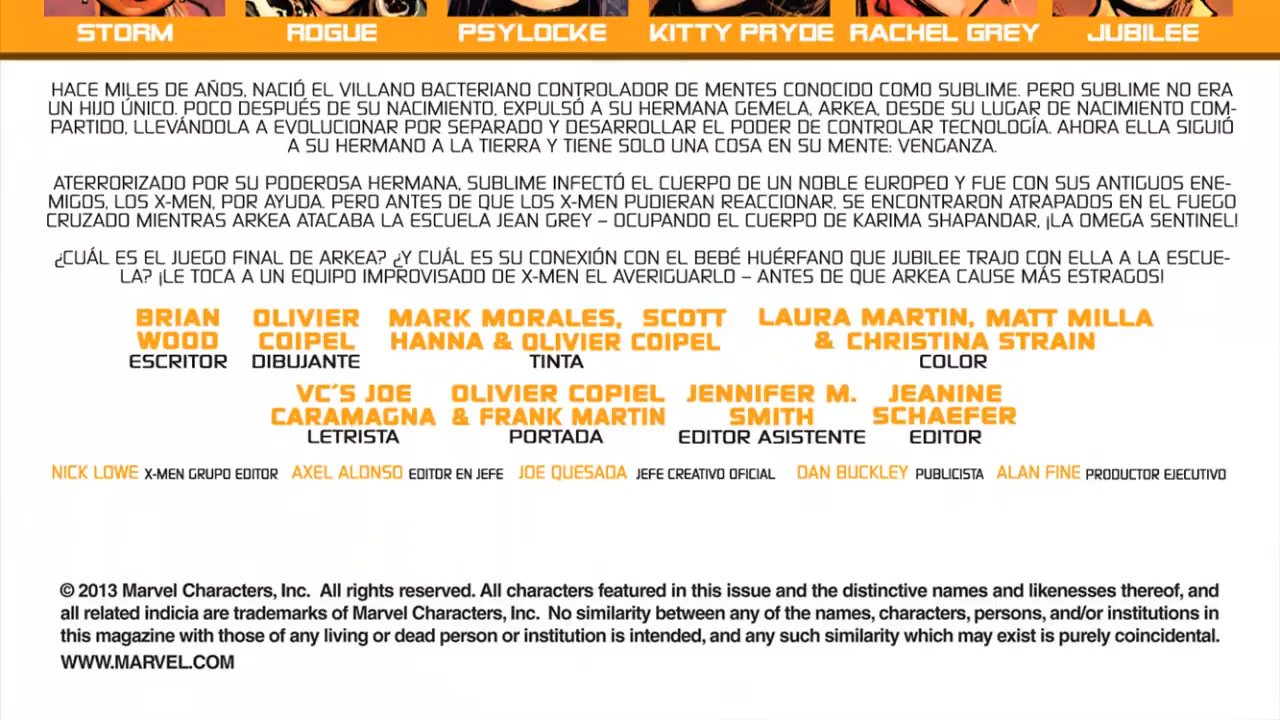 STORM ROGUE PSYLOCKE KITTY PRYDE RACHEL GREY JUBILEE
HACE MILES DE AÑOS, NACIÓ EL VILLANO BACTERIANO CONTROLADOR DE MENTES CONOCIDO COMO SUBLIME. PERO SUBLIME NO ERA
UN HIJO ÚNICO. POCO DESPUÉS DE SU NACIMIENTO, EXPULSÓ A SU HERMANA GEMELA, ARKEA, DESDE SU LUGAR DE NACIMIENTO COM-
PARTIDO, LLEVÁNDOLA A EVOLUCIONAR POR SEPARADO Y DESARROLLAR EL PODER DE CONTROLAR TECNOLOGÍA. AHORA ELLA SIGUIÓ
A SU HERMANO A LA TIERRA Y TIENE SOLO UNA COSA EN SU MENTE: VENGANZA.
ATERRORIZADO POR SU PODEROSA HERMANA, SUBLIME INFECTÓ EL CUERPO DE UN NOBLE EUROPEO Y FUE CON SUS ANTIGUOS ENE-
MIGOS, LOS X-MEN, POR AYUDA. PERO ANTES DE QUE LOS X-MEN PUDIERAN REACCIONAR, SE ENCONTRARON ATRAPADOS EN EL FUEGO
CRUZADO MIENTRAS ARKEA ATACABA LA ESCUELA JEAN GREY – OCUPANDO EL CUERPO DE KARIMA SHAPANDAR, ¡LA OMEGA SENTINEL!
¿CUÁL ES EL JUEGO FINAL DE ARKEA? ¿Y CUÁL ES SU CONEXIÓN CON EL BEBÉ HUÉRFANO QUE JUBILEE TRAJO CON ELLA A LA ESCUE-
LA? ¡LE TOCA A UN EQUIPO IMPROVISADO DE X-MEN EL AVERIGUARLO – ANTES DE QUE ARKEA CAUSE MÁS ESTRAGOS!
BRIAN OLIVIER MARK MORALES, SCOTT LAURA MARTIN, MATT MILLA
WOOD COIPEL HANNA & OLIVIER COIPEL & CHRISTINA STRAIN
ESCRITOR DIBUJANTE TINTA COLOR
VC´S JOE OLIVIER COPIEL JENNIFER M. JEANINE
CARAMAGNA & FRANK MARTIN SMITH SCHAEFER
LETRISTA PORTADA EDITOR ASISTENTE EDITOR
NICK LOWE X-MEN GRUPO EDITOR AXEL ALONSO EDITOR EN JEFE JOE QUESADA JEFE CREATIVO OFICIAL DAN BUCKLEY PUBLICISTA ALAN FINE PRODUCTOR EJECUTIVO
© 2013 Marvel Characters, Inc. All rights reserved. All characters featured in this issue and the distinctive names and likenesses thereof, and
all related indicia are trademarks of Marvel Characters, Inc. No similarity between any of the names, characters, persons, and/or institutions in
this magazine with those of any living or dead person or institution is intended, and any such similarity which may exist is purely coincidental.
WWW.MARVEL.COM